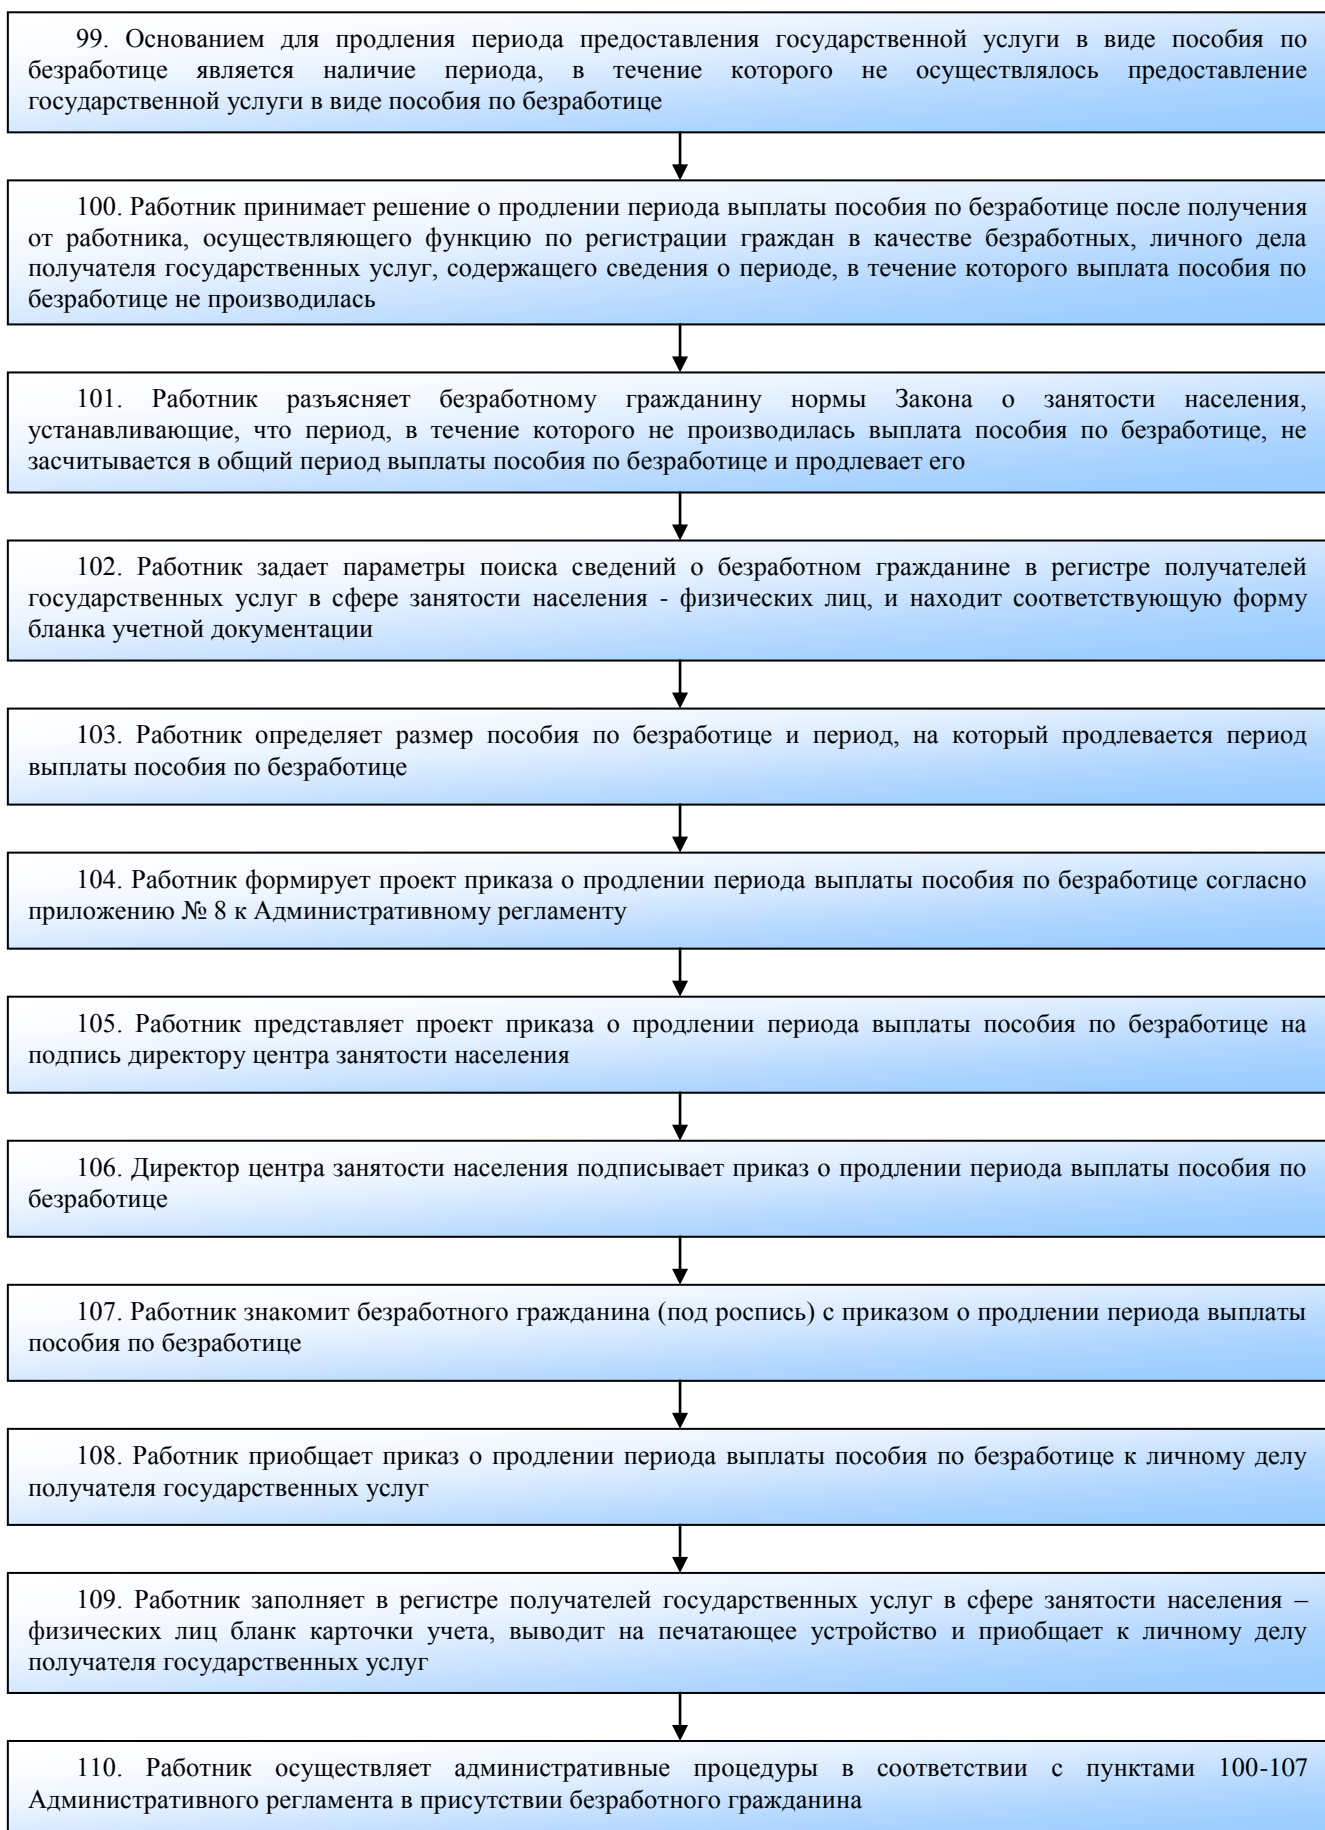 99. Основанием для продления периода предоставления государственной услуги в виде пособия по
безработице является наличие периода, в течение которого не осуществлялось предоставление
государственной услуги в виде пособия по безработице
100. Работник принимает решение о продлении периода выплаты пособия по безработице после получения
от работника, осуществляющего функцию по регистрации граждан в качестве безработных, личного дела
получателя государственных услуг, содержащего сведения о периоде, в течение которого выплата пособия по
безработице не производилась
101. Работник разъясняет безработному гражданину нормы Закона о занятости населения,
устанавливающие, что период, в течение которого не производилась выплата пособия по безработице, не
засчитывается в общий период выплаты пособия по безработице и продлевает его
102. Работник задает параметры поиска сведений о безработном гражданине в регистре получателей
государственных услуг в сфере занятости населения - физических лиц, и находит соответствующую форму
бланка учетной документации
103. Работник определяет размер пособия по безработице и период, на который продлевается период
выплаты пособия по безработице
104. Работник формирует проект приказа о продлении периода выплаты пособия по безработице согласно
приложению № 8 к Административному регламенту
105. Работник представляет проект приказа о продлении периода выплаты пособия по безработице на
подпись директору центра занятости населения
106. Директор центра занятости населения подписывает приказ о продлении периода выплаты пособия по
безработице
107. Работник знакомит безработного гражданина (под роспись) с приказом о продлении периода выплаты
пособия по безработице
108. Работник приобщает приказ о продлении периода выплаты пособия по безработице к личному делу
получателя государственных услуг
109. Работник заполняет в регистре получателей государственных услуг в сфере занятости населения –
физических лиц бланк карточки учета, выводит на печатающее устройство и приобщает к личному делу
получателя государственных услуг
110. Работник осуществляет административные процедуры в соответствии с пунктами 100-107
Административного регламента в присутствии безработного гражданина